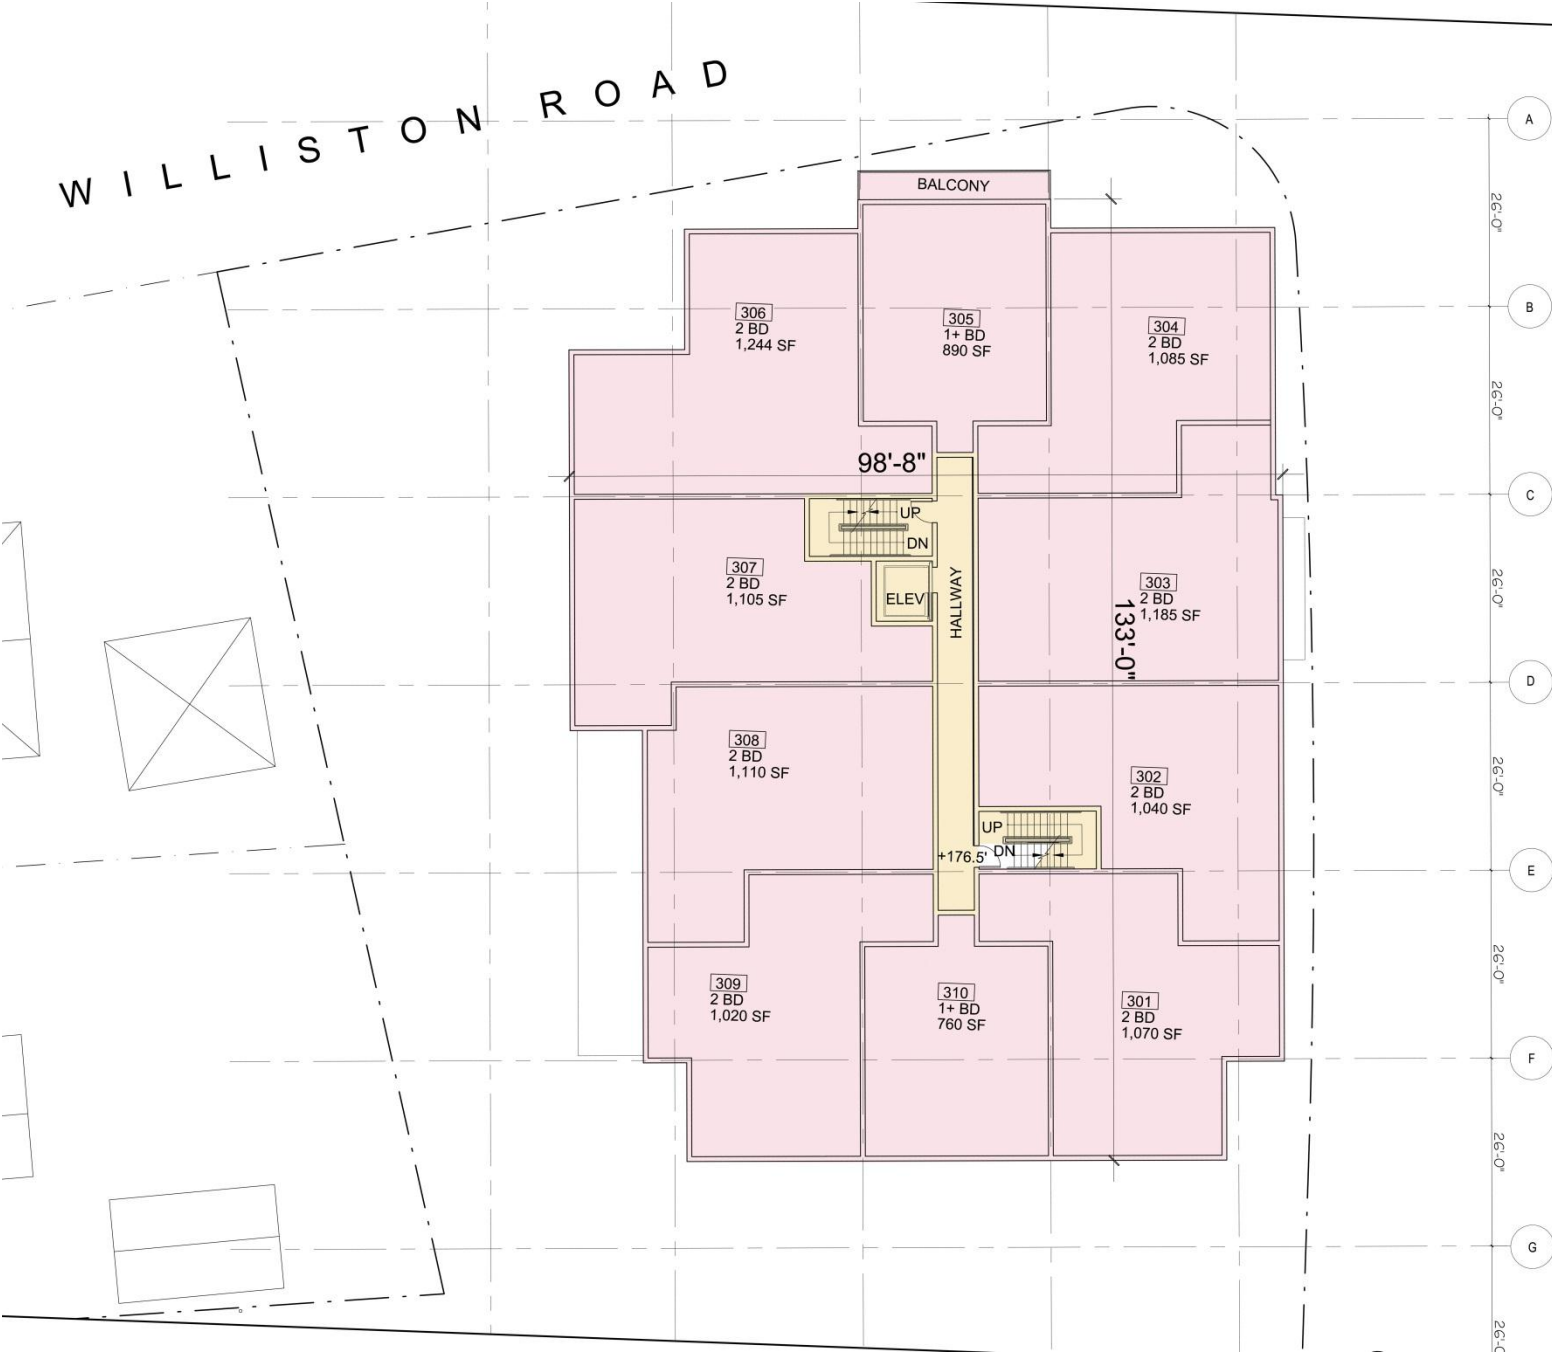 WILLISTON ROAD
A
BALCONY
26'-0"
306
2 BD
1,244 SF
305
1+ BD
890 SF
304
2 BD
1,085 SF
B
26'-0"
98'-8"
C
UP
DN
307
2 BD
1,105 SF
ELEV
HALLWAY
303
2 BD
1,185 SF
133'-0"
26'-0"
D
308
2 BD
1,110 SF
302
2 BD
1,040 SF
26'-0"
UP
DN
+176.5'
E
309
2 BD
1,020 SF
310
1+ BD
760 SF
301
2 BD
1,070 SF
26'-0"
F
26'-0"
G